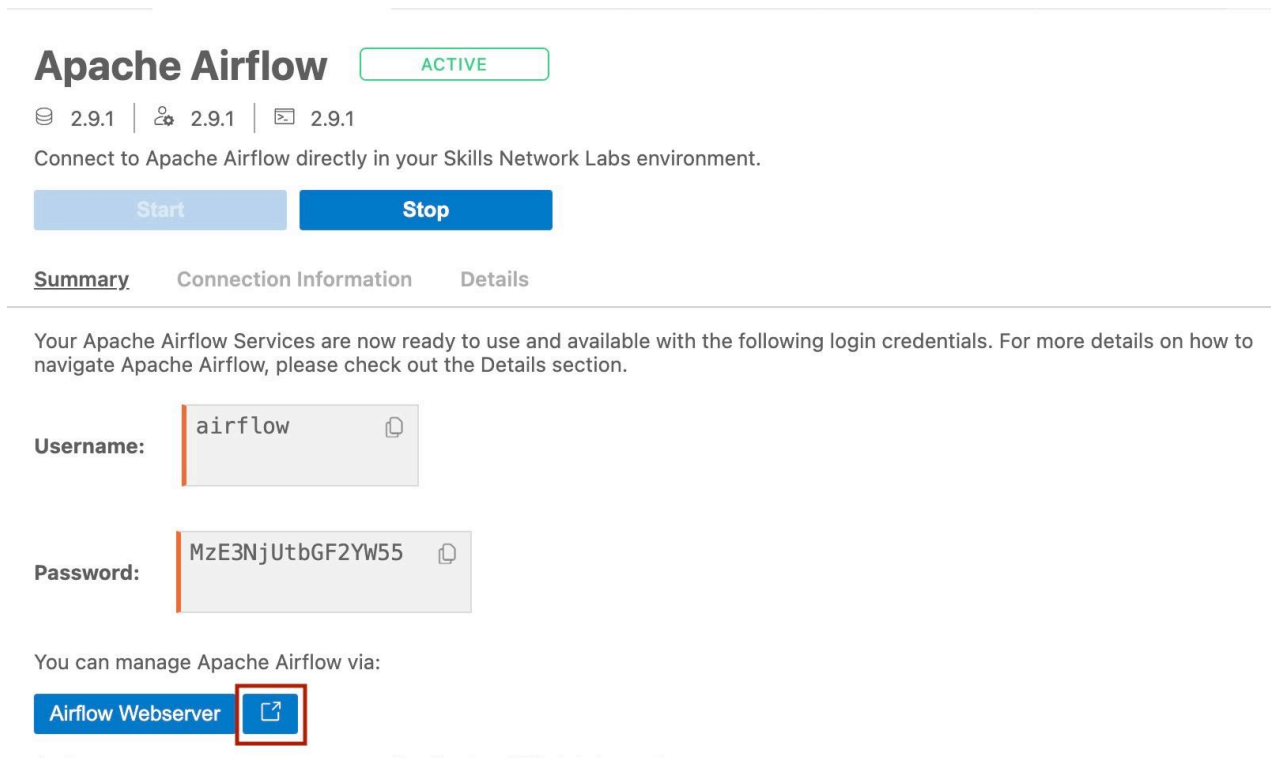 Apache Airflow ACTIVE
2.9.1 2.9.1 2.9.1
Connect to Apache Airflow directly in your Skills Network Labs environment.
Start Stop
Summary Connection Information Details
Your Apache Airflow Services are now ready to use and available with the following login credentials. For more details on how to
navigate Apache Airflow, please check out the Details section.
airflow
Username:
MzE3NjUtbGF2YW55
Password:
You can manage Apache Airflow via:
Airflow Webserver